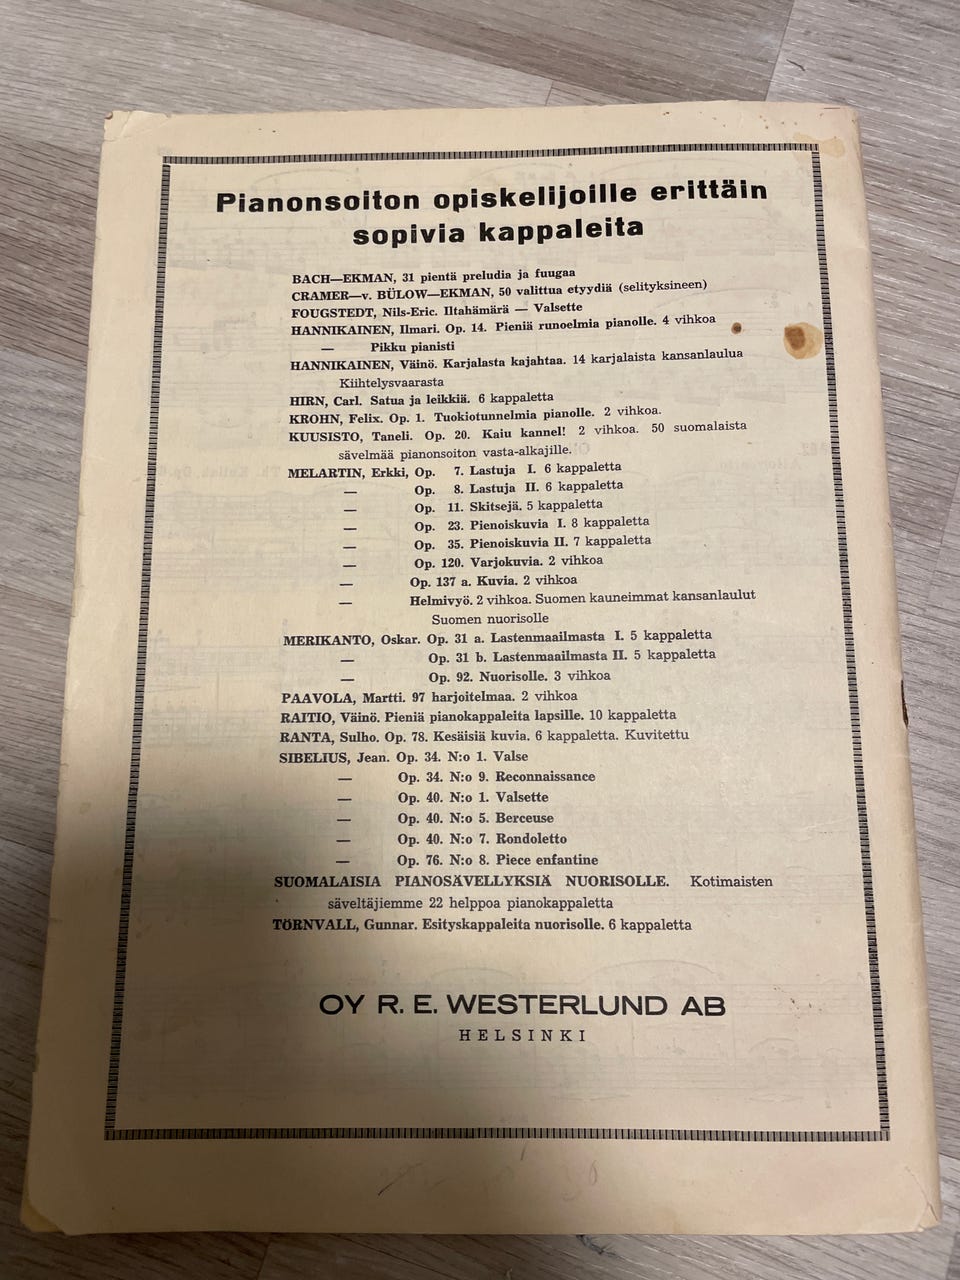 Pianonsoiton opiskelijoille erittäin
sopivia kappaleita
BACH—EKMAN, 31 pientä preludia ja fuugaa
CRAMER—v. BÜLOW—EKMAN, 50 valittua etyydiä (selityksineen)
FOUGSTEDT, Nils-Eric. Iltahämärä — Valsette
HANNIKAINEN, Ilmari. Op. 14. Pieniä runoelmia pianolle. 4 vihkoa
— Pikku pianisti
HANNIKAINEN, Väinö. Karjalasta kajahtaa. 14 karjalaista kansanlaulua
Kiihtelysvaarasta
HIRN, Carl. Satua ja leikkiä. 6 kappaletta
KROHN, Felix. Op. 1. Tuokiotunnelmia pianolle. 2 vihkoa.
KUUSISTO, Taneli. Op. 20. Kaiu kannel! 2 vihkoa. 50 suomalaista
sävelmää pianonsoiton vasta-alkajille.
MELARTIN, Erkki, Op. 7. Lastuja I. 6 kappaletta
— Op. 8. Lastuja II. 6 kappaletta
— Op. 11. Skitsejä. 5 kappaletta
— Op. 23. Pienoiskuvia I. 8 kappaletta
— Op. 35. Pienoiskuvia II. 7 kappaletta
— Op. 120. Varjokuvia. 2 vihkoa
— Op. 137 a. Kuvia. 2 vihkoa
— Helmivyö. 2 vihkoa. Suomen kauneimmat kansanlaulut
Suomen nuorisolle
MERIKANTO, Oskar. Op. 31 a. Lastenmaailmasta I. 5 kappaletta
— Op. 31 b. Lastenmaailmasta II. 5 kappaletta
— Op. 92. Nuorisolle. 3 vihkoa
PAAVOLA, Martti. 97 harjoitelmaa. 2 vihkoa
RAITIO, Väinö. Pieniä pianokappaleita lapsille. 10 kappaletta
RANTA, Sulho. Op. 78. Kesäisiä kuvia. 6 kappaletta. Kuvitettu
SIBELIUS, Jean. Op. 34. N:o 1. Valse
— Op. 34. N:o 9. Reconnaissance
— Op. 40. N:o 1. Valsette
— Op. 40. N:o 5. Berceuse
— Op. 40. N:o 7. Rondoletto
— Op. 76. N:o 8. Piece enfantine
SUOMALAISIA PIANOSÄVELLYKSIÄ NUORISOLLE. Kotimaisten
säveltäjiemme 22 helppoa pianokappaletta
TÖRNVALL, Gunnar. Esityskappaleita nuorisolle. 6 kappaletta
OY R. E. WESTERLUND AB
HELSINKI